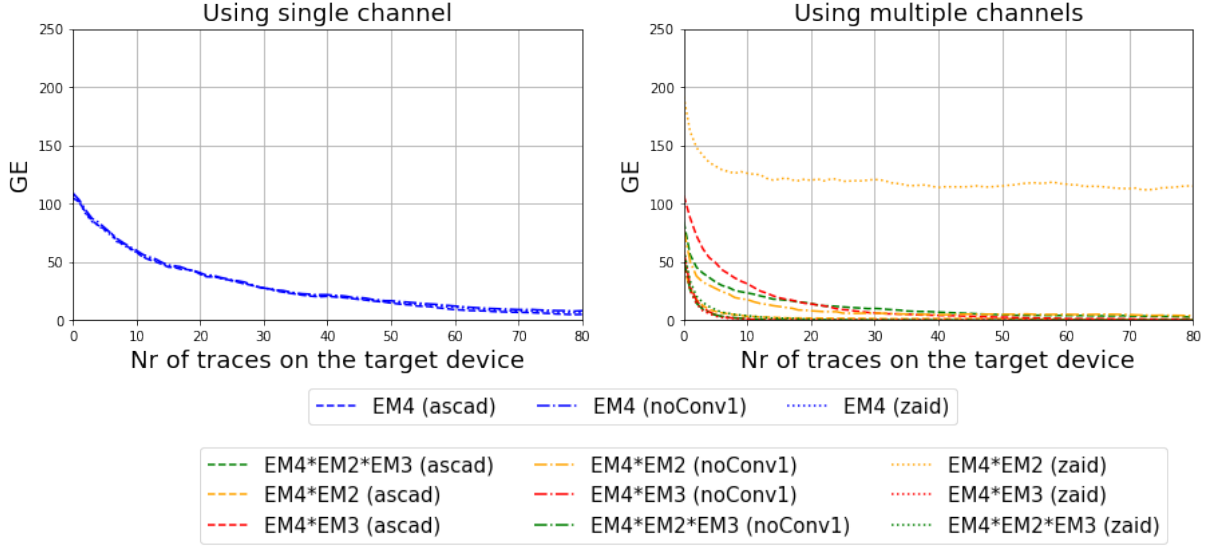 Using single channel
Using multiple channels
250
200
150
100
50
0
GE
0 10 20 30 40 50 60 70 80
Nr of traces on the target device
250
200
150
100
50
0
GE
0 10 20 30 40 50 60 70 80
Nr of traces on the target device
EM4 (ascad) EM4 (noConv1) EM4 (zaid)
EM4*EM2*EM3 (ascad) EM4*EM2 (noConv1) EM4*EM2 (zaid)
EM4*EM2 (ascad) EM4*EM3 (noConv1) EM4*EM3 (zaid)
EM4*EM3 (ascad) EM4*EM2*EM3 (noConv1) EM4*EM2*EM3 (zaid)